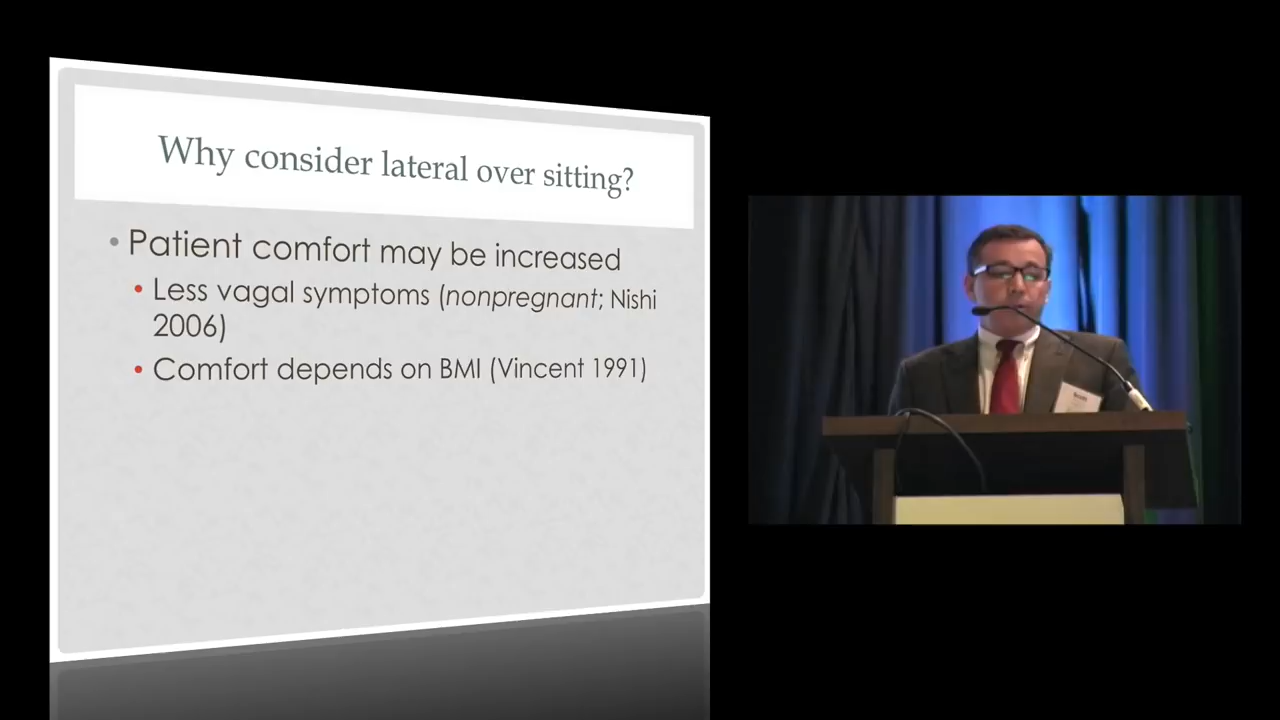 Why consider lateral over sitting?
• Patient comfort may be increased
• Less vagal symptoms (nonpregnant; Nishi
2006)
• Comfort depends on BMI (Vincent 1991)